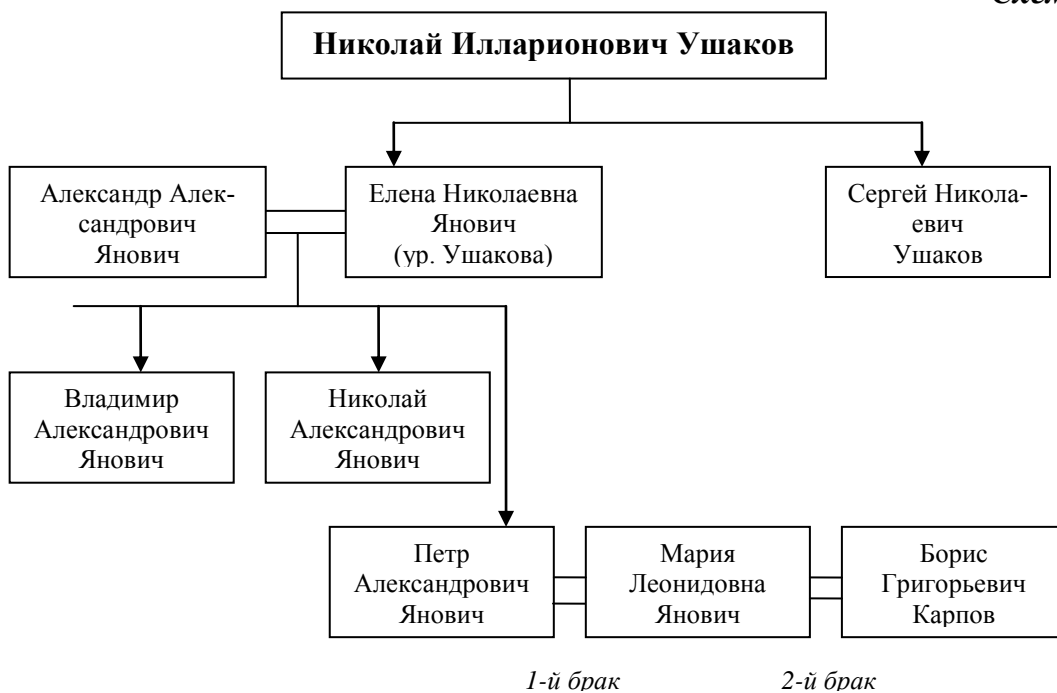 Николай Илларионович Ушаков
Александр Алек-
сандрович
Янович
Елена Николаевна
Янович
(ур. Ушакова)
Сергей Никола-
евич
Ушаков
Владимир
Александрович
Янович
Николай
Александрович
Янович
Петр
Александрович
Янович
Мария
Леонидовна
Янович
Борис
Григорьевич
Карпов
1-й брак
2-й брак